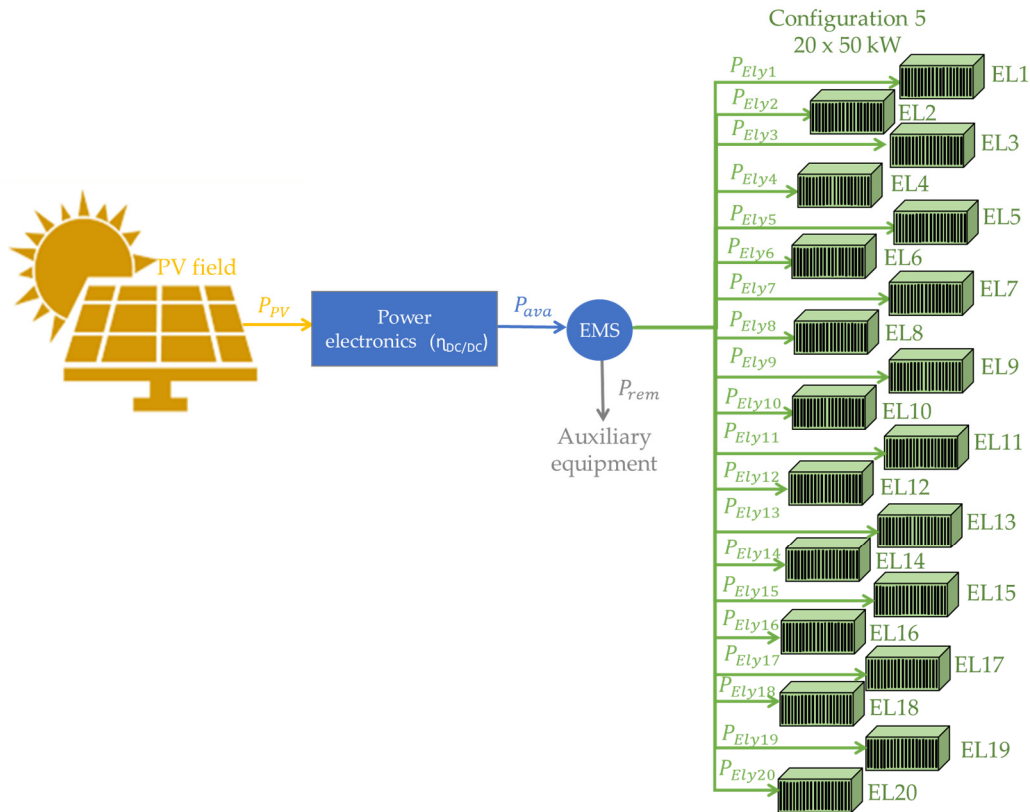 Configuration 5
20 x 50 kW
PV field
P_PV
Power
electronics (η_DC/DC)
P_ava
EMS
P_rem
Auxiliary
equipment
P_Ely1
EL1
P_Ely2
EL2
P_Ely3
EL3
P_Ely4
EL4
P_Ely5
EL5
P_Ely6
EL6
P_Ely7
EL7
P_Ely8
EL8
P_Ely9
EL9
P_Ely10
EL10
P_Ely11
EL11
P_Ely12
EL12
P_Ely13
EL13
P_Ely14
EL14
P_Ely15
EL15
P_Ely16
EL16
P_Ely17
EL17
P_Ely18
EL18
P_Ely19
EL19
P_Ely20
EL20